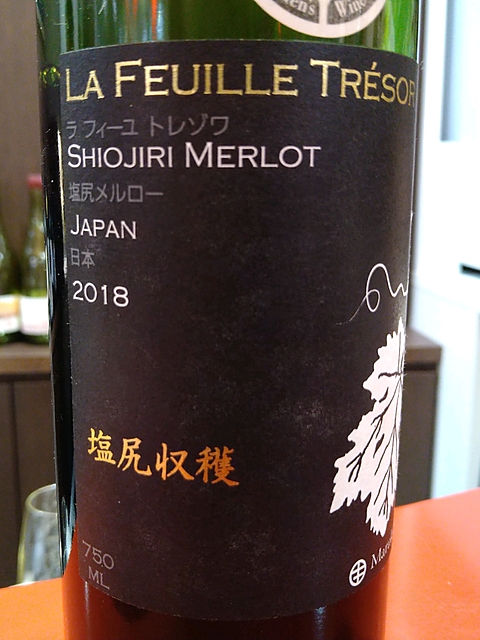 Wine
LA FEUILLE TRÉSOR
ラ フィーユ トレゾワ
SHIOJIRI MERLOT
塩尻メルロー
JAPAN
日本
2018
塩尻収穫
750
ML